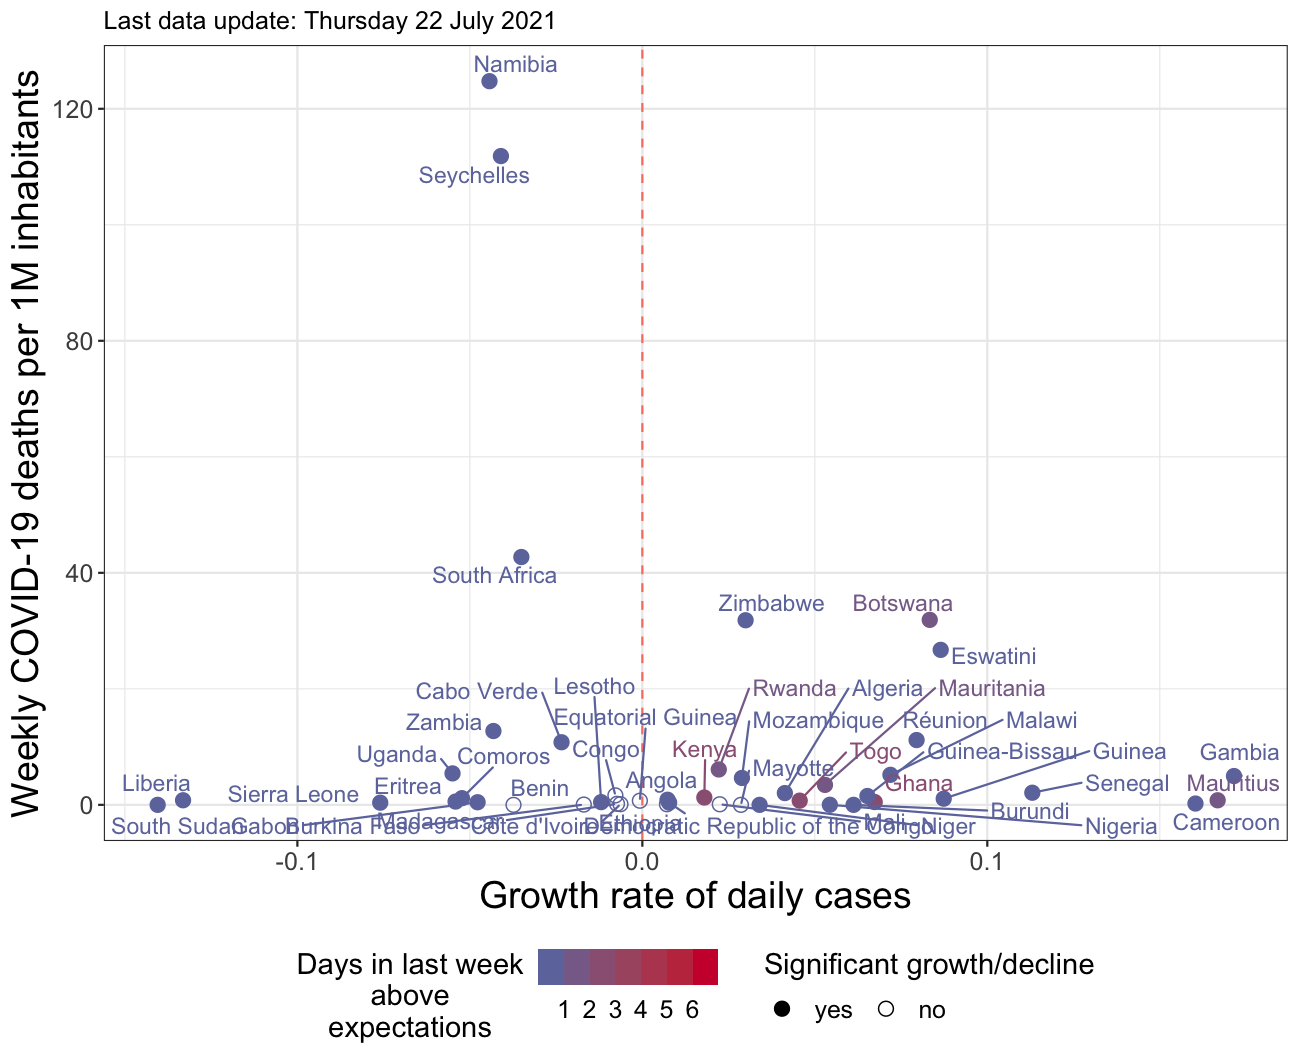 Last data update: Thursday 22 July 2021
Weekly COVID-19 deaths per 1M inhabitants
120
80
40
0
Namibia
Seychelles
South Africa
Zimbabwe
Botswana
Eswatini
Cabo Verde
Lesotho
Rwanda
Algeria
Mauritania
Zambia
Equatorial Guinea
Mozambique
Réunion
Malawi
Uganda
Comoros
Congo
Kenya
Togo
Guinea-Bissau
Guinea
Gambia
Liberia
Sierra Leone
Eritrea
Benin
Angola
Mayotte
Ghana
Senegal
Mauritius
South Sudan
Gabon
Burkina Faso
Madagascar
Côte d'Ivoire
Ethiopia
Democratic Republic of the Congo
Mali
Niger
Burundi
Nigeria
Cameroon
-0.1
0.0
0.1
Growth rate of daily cases
Days in last week
above
expectations
1 2 3 4 5 6
Significant growth/decline
yes
no